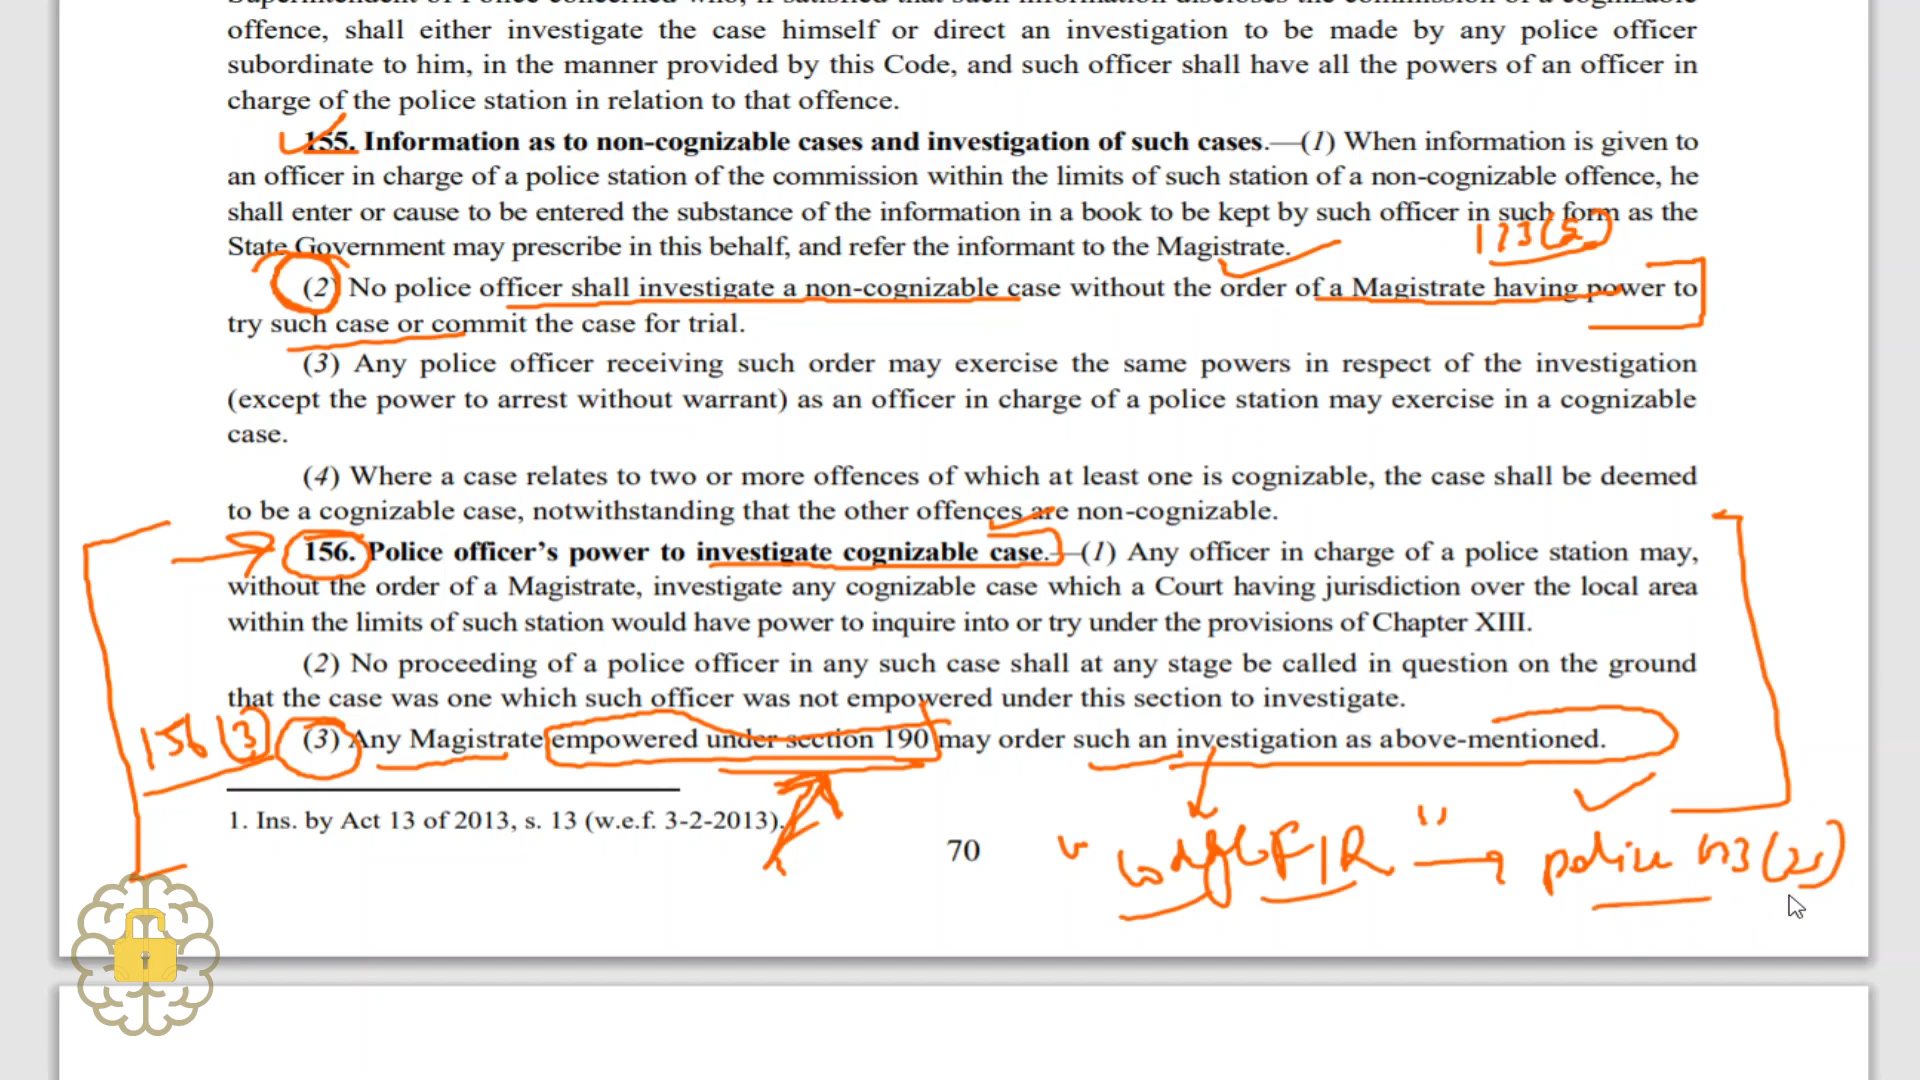 offence, shall either investigate the case himself or direct an investigation to be made by any police officer
subordinate to him, in the manner provided by this Code, and such officer shall have all the powers of an officer in
charge of the police station in relation to that offence.
155. Information as to non-cognizable cases and investigation of such cases.—(1) When information is given to
an officer in charge of a police station of the commission within the limits of such station of a non-cognizable offence, he
shall enter or cause to be entered the substance of the information in a book to be kept by such officer in such form as the
State Government may prescribe in this behalf, and refer the informant to the Magistrate.
(2) No police officer shall investigate a non-cognizable case without the order of a Magistrate having power to
try such case or commit the case for trial.
(3) Any police officer receiving such order may exercise the same powers in respect of the investigation
(except the power to arrest without warrant) as an officer in charge of a police station may exercise in a cognizable
case.
(4) Where a case relates to two or more offences of which at least one is cognizable, the case shall be deemed
to be a cognizable case, notwithstanding that the other offences are non-cognizable.
156. Police officer’s power to investigate cognizable case.—(1) Any officer in charge of a police station may,
without the order of a Magistrate, investigate any cognizable case which a Court having jurisdiction over the local area
within the limits of such station would have power to inquire into or try under the provisions of Chapter XIII.
(2) No proceeding of a police officer in any such case shall at any stage be called in question on the ground
that the case was one which such officer was not empowered under this section to investigate.
156 (3) (3) Any Magistrate empowered under section 190 may order such an investigation as above-mentioned.
1. Ins. by Act 13 of 2013, s. 13 (w.e.f. 3-2-2013).
70
FIR" police